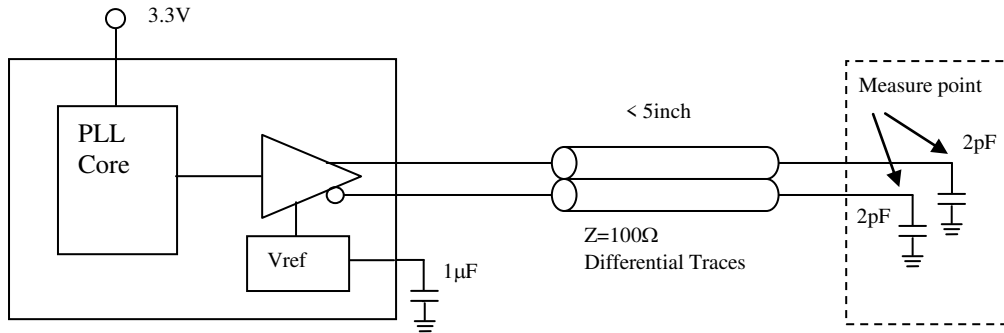 3.3V
PLL
Core
Vref
1μF
< 5inch
Z=100Ω
Differential Traces
Measure point
2pF
2pF